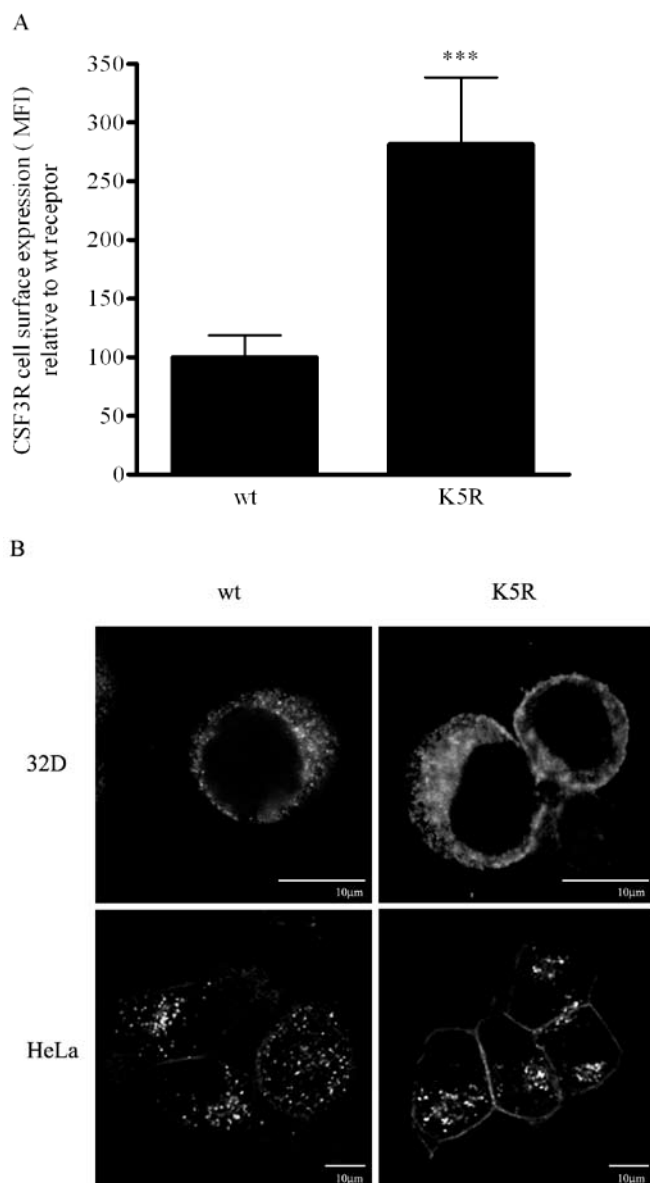 A
CSF3R cell surface expression ( MFI)
relative to wt receptor
350
300
250
200
150
100
50
0
***
wt
K5R
B
wt
K5R
32D
10μm
10μm
HeLa
10μm
10μm